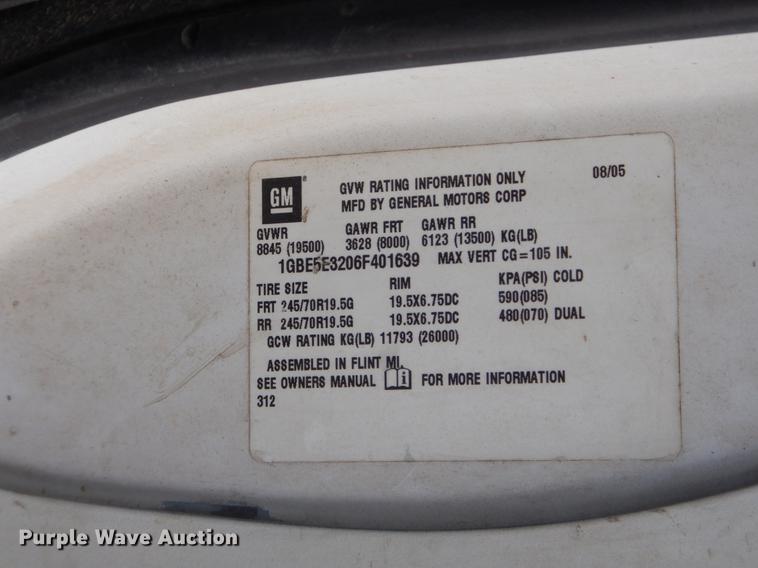 GM
GVW RATING INFORMATION ONLY 08/05
MFD BY GENERAL MOTORS CORP
GVWR GAWR FRT GAWR RR
8845 (19500) 3628 (8000) 6123 (13500) KG(LB)
1GBE5E3206F401639 MAX VERT CG=105 IN.
TIRE SIZE RIM KPA(PSI) COLD
FRT 245/70R19.5G 19.5X6.75DC 590(085)
RR 245/70R19.5G 19.5X6.75DC 480(070) DUAL
GCW RATING KG(LB) 11793 (26000)
ASSEMBLED IN FLINT MI.
SEE OWNERS MANUAL i FOR MORE INFORMATION
312
Purple Wave Auction